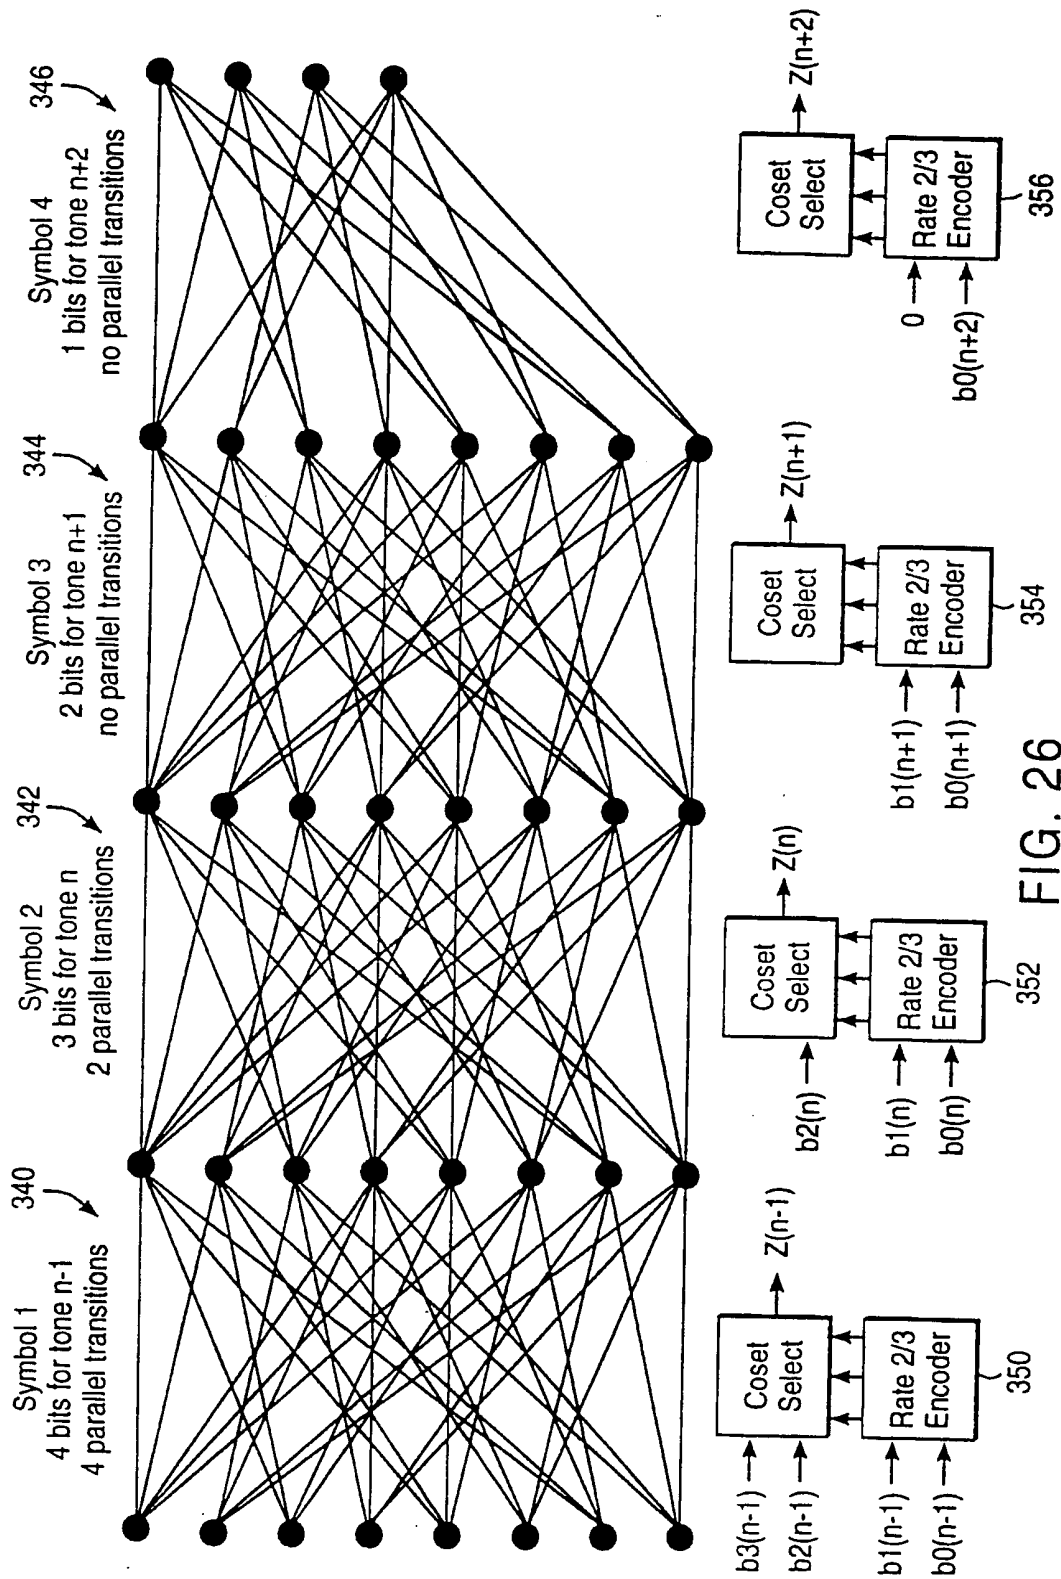 Symbol 1
4 bits for tone n-1
4 parallel transitions
340
Symbol 2
3 bits for tone n
2 parallel transitions
342
Symbol 3
2 bits for tone n+1
no parallel transitions
344
Symbol 4
1 bits for tone n+2
no parallel transitions
346
b3(n-1)
b2(n-1)
Coset
Select
Z(n-1)
b1(n-1)
b0(n-1)
Rate 2/3
Encoder
350
b2(n)
Coset
Select
Z(n)
b1(n)
b0(n)
Rate 2/3
Encoder
352
Coset
Select
Z(n+1)
b1(n+1)
b0(n+1)
Rate 2/3
Encoder
354
Coset
Select
Z(n+2)
0
b0(n+2)
Rate 2/3
Encoder
356
FIG. 26